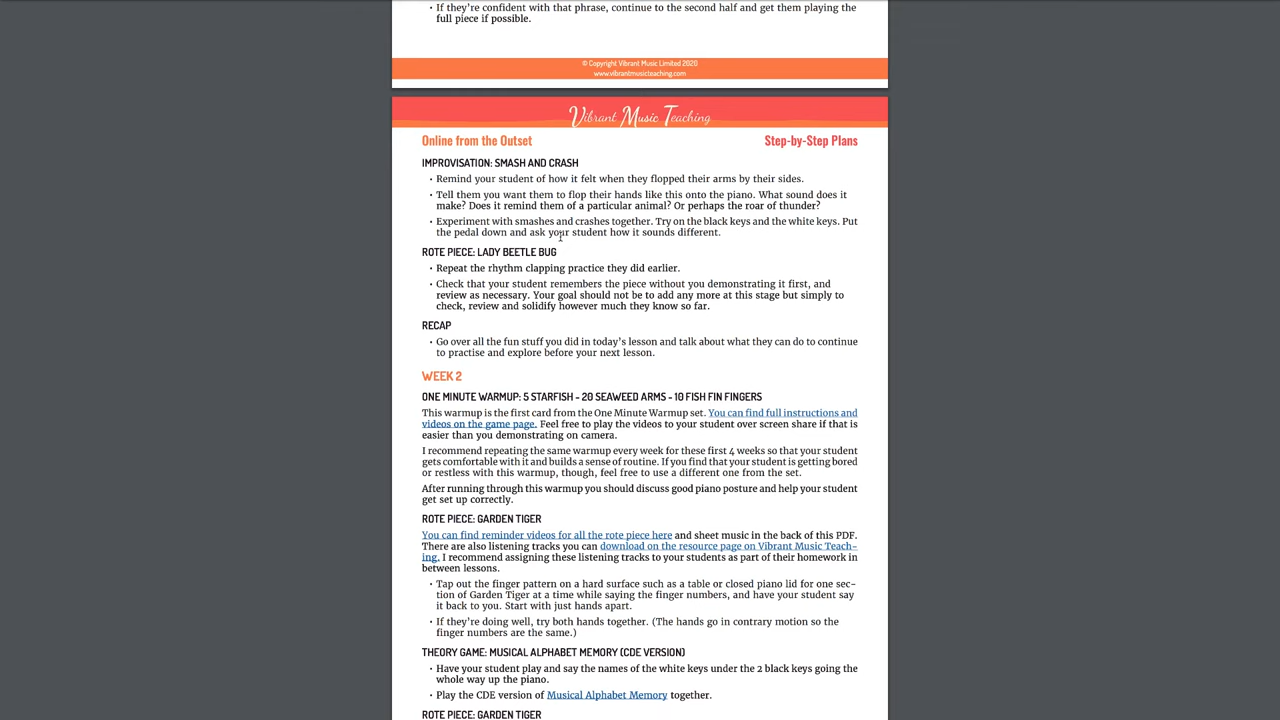 • If they're confident with that phrase, continue to the second half and get them playing the
full piece if possible.
© Copyright Vibrant Music Limited 2020
www.vibrantmusicteaching.com
Vibrant Music Teaching
Online from the Outset
Step-by-Step Plans
IMPROVISATION: SMASH AND CRASH
• Remind your student of how it felt when they flopped their arms by their sides.
• Tell them you want them to flop their hands like this onto the piano. What sound does it
make? Does it remind them of a particular animal? Or perhaps the roar of thunder?
• Experiment with smashes and crashes together. Try on the black keys and the white keys. Put
the pedal down and ask your student how it sounds different.
ROTE PIECE: LADY BEETLE BUG
• Repeat the rhythm clapping practice they did earlier.
• Check that your student remembers the piece without you demonstrating it first, and
review as necessary. Your goal should not be to add any more at this stage but simply to
check, review and solidify however much they know so far.
RECAP
• Go over all the fun stuff you did in today's lesson and talk about what they can do to continue
to practise and explore before your next lesson.
WEEK 2
ONE MINUTE WARMUP: 5 STARFISH - 20 SEAWEED ARMS - 10 FISH FIN FINGERS
This warmup is the first card from the One Minute Warmup set. You can find full instructions and
videos on the game page. Feel free to play the videos to your student over screen share if that is
easier than you demonstrating on camera.
I recommend repeating the same warmup every week for these first 4 weeks so that your student
gets comfortable with it and builds a sense of routine. If you find that your student is getting bored
or restless with this warmup, though, feel free to use a different one from the set.
After running through this warmup you should discuss good piano posture and help your student
get set up correctly.
ROTE PIECE: GARDEN TIGER
You can find reminder videos for all the rote piece here and sheet music in the back of this PDF.
There are also listening tracks you can download on the resource page on Vibrant Music Teach-
ing. I recommend assigning these listening tracks to your students as part of their homework in
between lessons.
• Tap out the finger pattern on a hard surface such as a table or closed piano lid for one sec-
tion of Garden Tiger at a time while saying the finger numbers, and have your student say
it back to you. Start with just hands apart.
• If they're doing well, try both hands together. (The hands go in contrary motion so the
finger numbers are the same.)
THEORY GAME: MUSICAL ALPHABET MEMORY (CDE VERSION)
• Have your student play and say the names of the white keys under the 2 black keys going the
whole way up the piano.
• Play the CDE version of Musical Alphabet Memory together.
ROTE PIECE: GARDEN TIGER